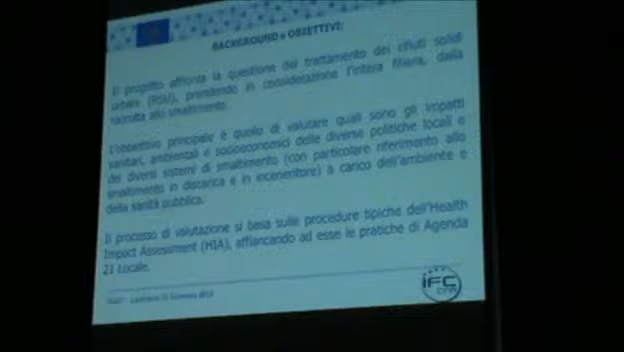 BACKGROUND e OBIETTIVI:
Il progetto affronta la questione del trattamento dei rifiuti solidi
urbani (RSU), prendendo in considerazione l'intera filiera, dalla
raccolta allo smaltimento.
L'obiettivo principale è quello di valutare quali sono gli impatti
sanitari, ambientali e socioeconomici delle diverse politiche locali e
dei diversi sistemi di smaltimento (con particolare riferimento allo
smaltimento in discarica e in inceneritore) a carico dell'ambiente e
della sanità pubblica.
Il processo di valutazione si basa sulle procedure tipiche dell'Health
Impact Assessment (HIA), affiancando ad esse le pratiche di Agenda
21 Locale.
IFC
CNR